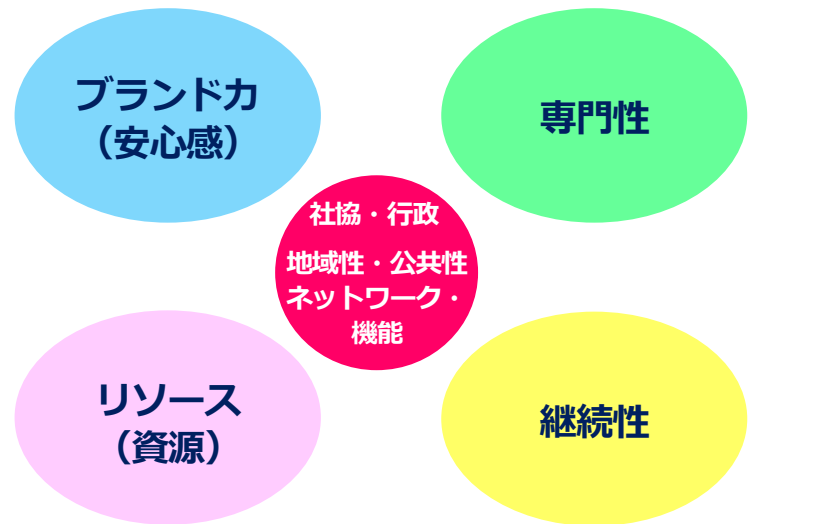 ブランド力
（安心感）
専門性
社協・行政
地域性・公共性
ネットワーク・
機能
リソース
（資源）
継続性